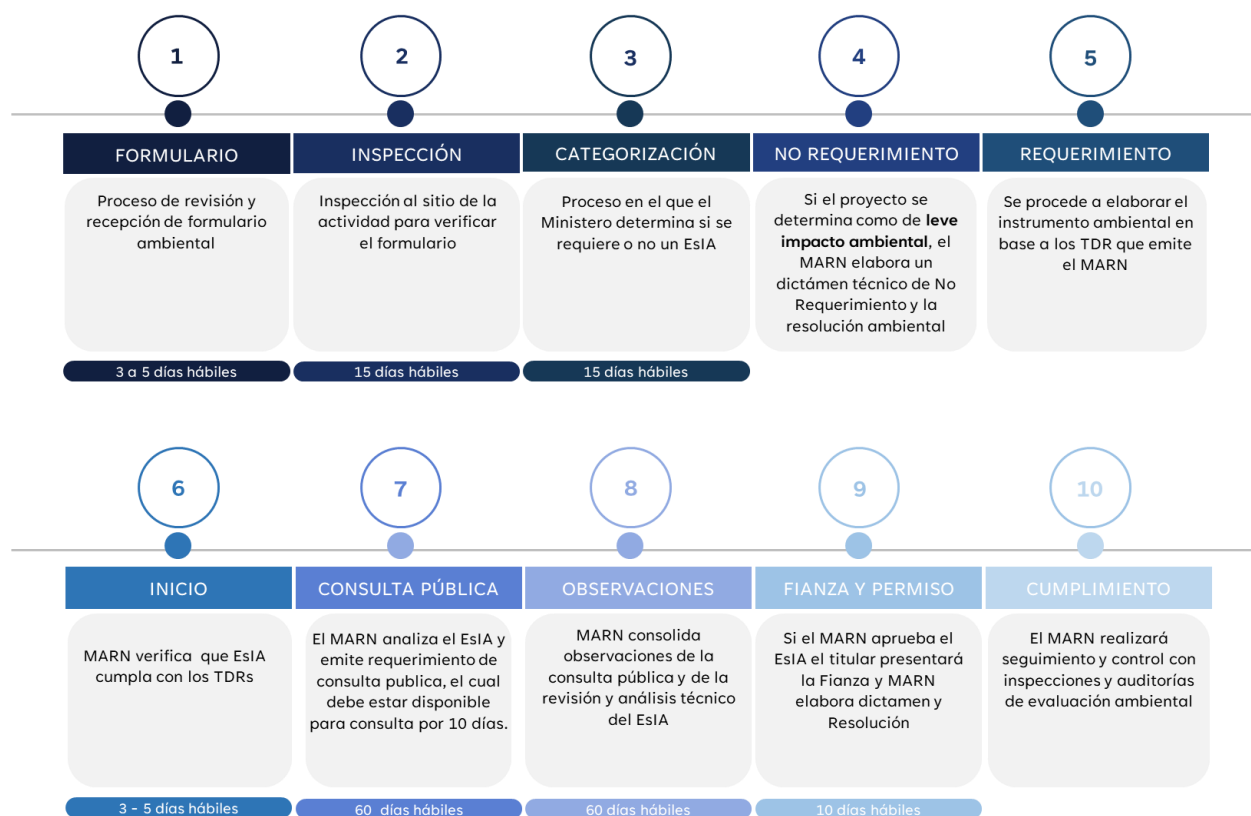 1
FORMULARIO
Proceso de revisión y
recepción de formulario
ambiental
3 a 5 días hábiles
2
INSPECCIÓN
Inspección al sitio de la
actividad para verificar
el formulario
15 días hábiles
3
CATEGORIZACIÓN
Proceso en el que el
Ministero determina si se
requiere o no un EsIA
15 días hábiles
4
NO REQUERIMIENTO
Si el proyecto se
determina como de leve
impacto ambiental, el
MARN elabora un
dictámen técnico de No
Requerimiento y la
resolución ambiental
5
REQUERIMIENTO
Se procede a elaborar el
instrumento ambiental en
base a los TDR que emite
el MARN
6
INICIO
MARN verifica que EsIA
cumpla con los TDRs
3 - 5 días hábiles
7
CONSULTA PÚBLICA
El MARN analiza el EsIA y
emite requerimiento de
consulta publica, el cual
debe estar disponible
para consulta por 10 días.
60 días hábiles
8
OBSERVACIONES
MARN consolida
observaciones de la
consulta pública y de la
revisión y análisis técnico
del EsIA
60 días hábiles
9
FIANZA Y PERMISO
Si el MARN aprueba el
EsIA el titular presentará
la Fianza y MARN
elabora dictamen y
Resolución
10 días hábiles
10
CUMPLIMIENTO
El MARN realizará
seguimiento y control con
inspecciones y auditorías
de evaluación ambiental